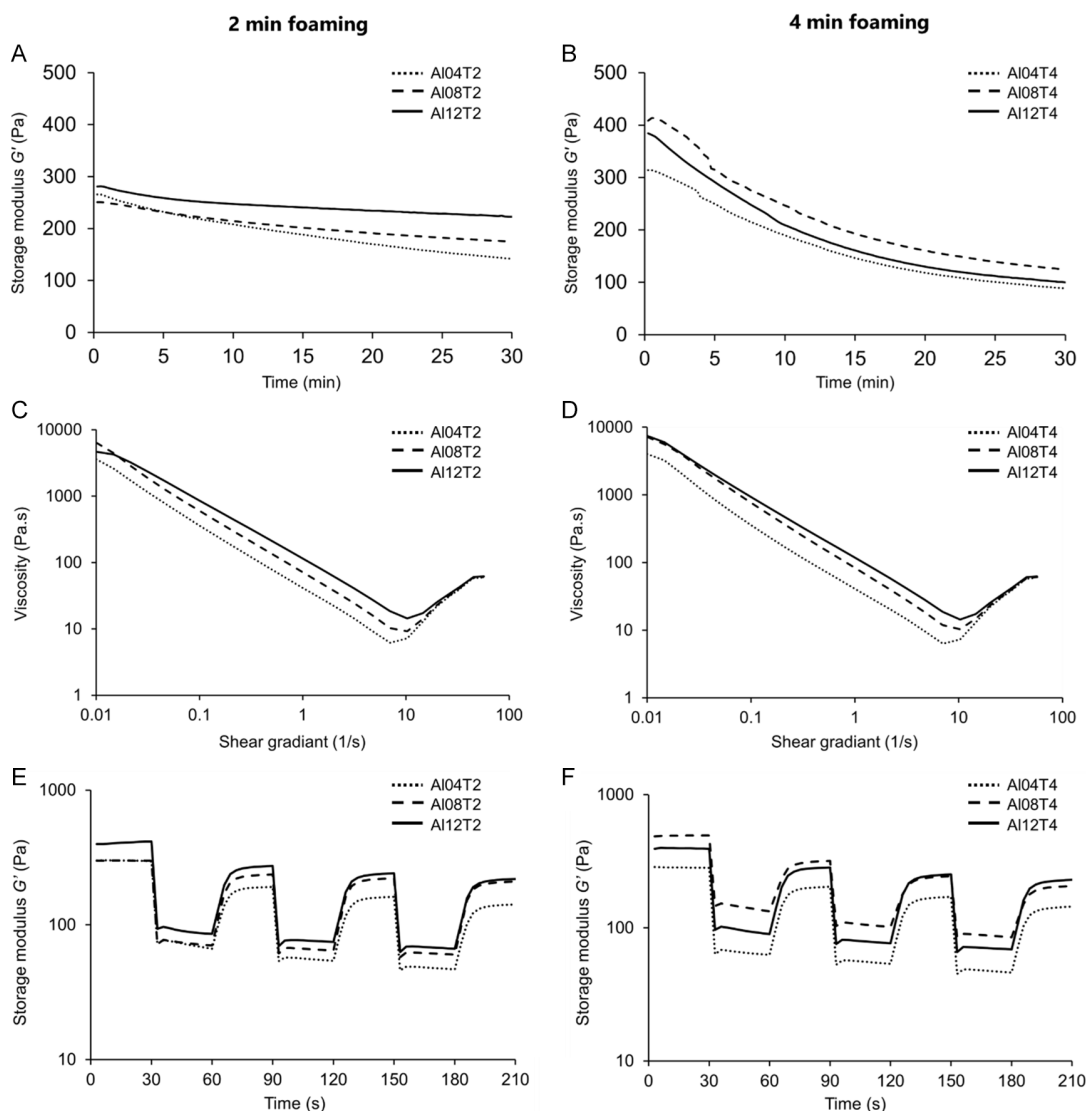 2 min foaming
4 min foaming
A
500
400
300
200
100
0
Storage modulus G' (Pa)
0 5 10 15 20 25 30
Time (min)
Al04T2
Al08T2
Al12T2
B
500
400
300
200
100
0
Storage modulus G' (Pa)
0 5 10 15 20 25 30
Time (min)
Al04T4
Al08T4
Al12T4
C
10000
1000
100
10
1
Viscosity (Pa.s)
0.01 0.1 1 10 100
Shear gradiant (1/s)
Al04T2
Al08T2
Al12T2
D
10000
1000
100
10
1
Viscosity (Pa.s)
0.01 0.1 1 10 100
Shear gradiant (1/s)
Al04T4
Al08T4
Al12T4
E
1000
100
10
Storage modulus G' (Pa)
0 30 60 90 120 150 180 210
Time (s)
Al04T2
Al08T2
Al12T2
F
1000
100
10
Storage modulus G' (Pa)
0 30 60 90 120 150 180 210
Time (s)
Al04T4
Al08T4
Al12T4